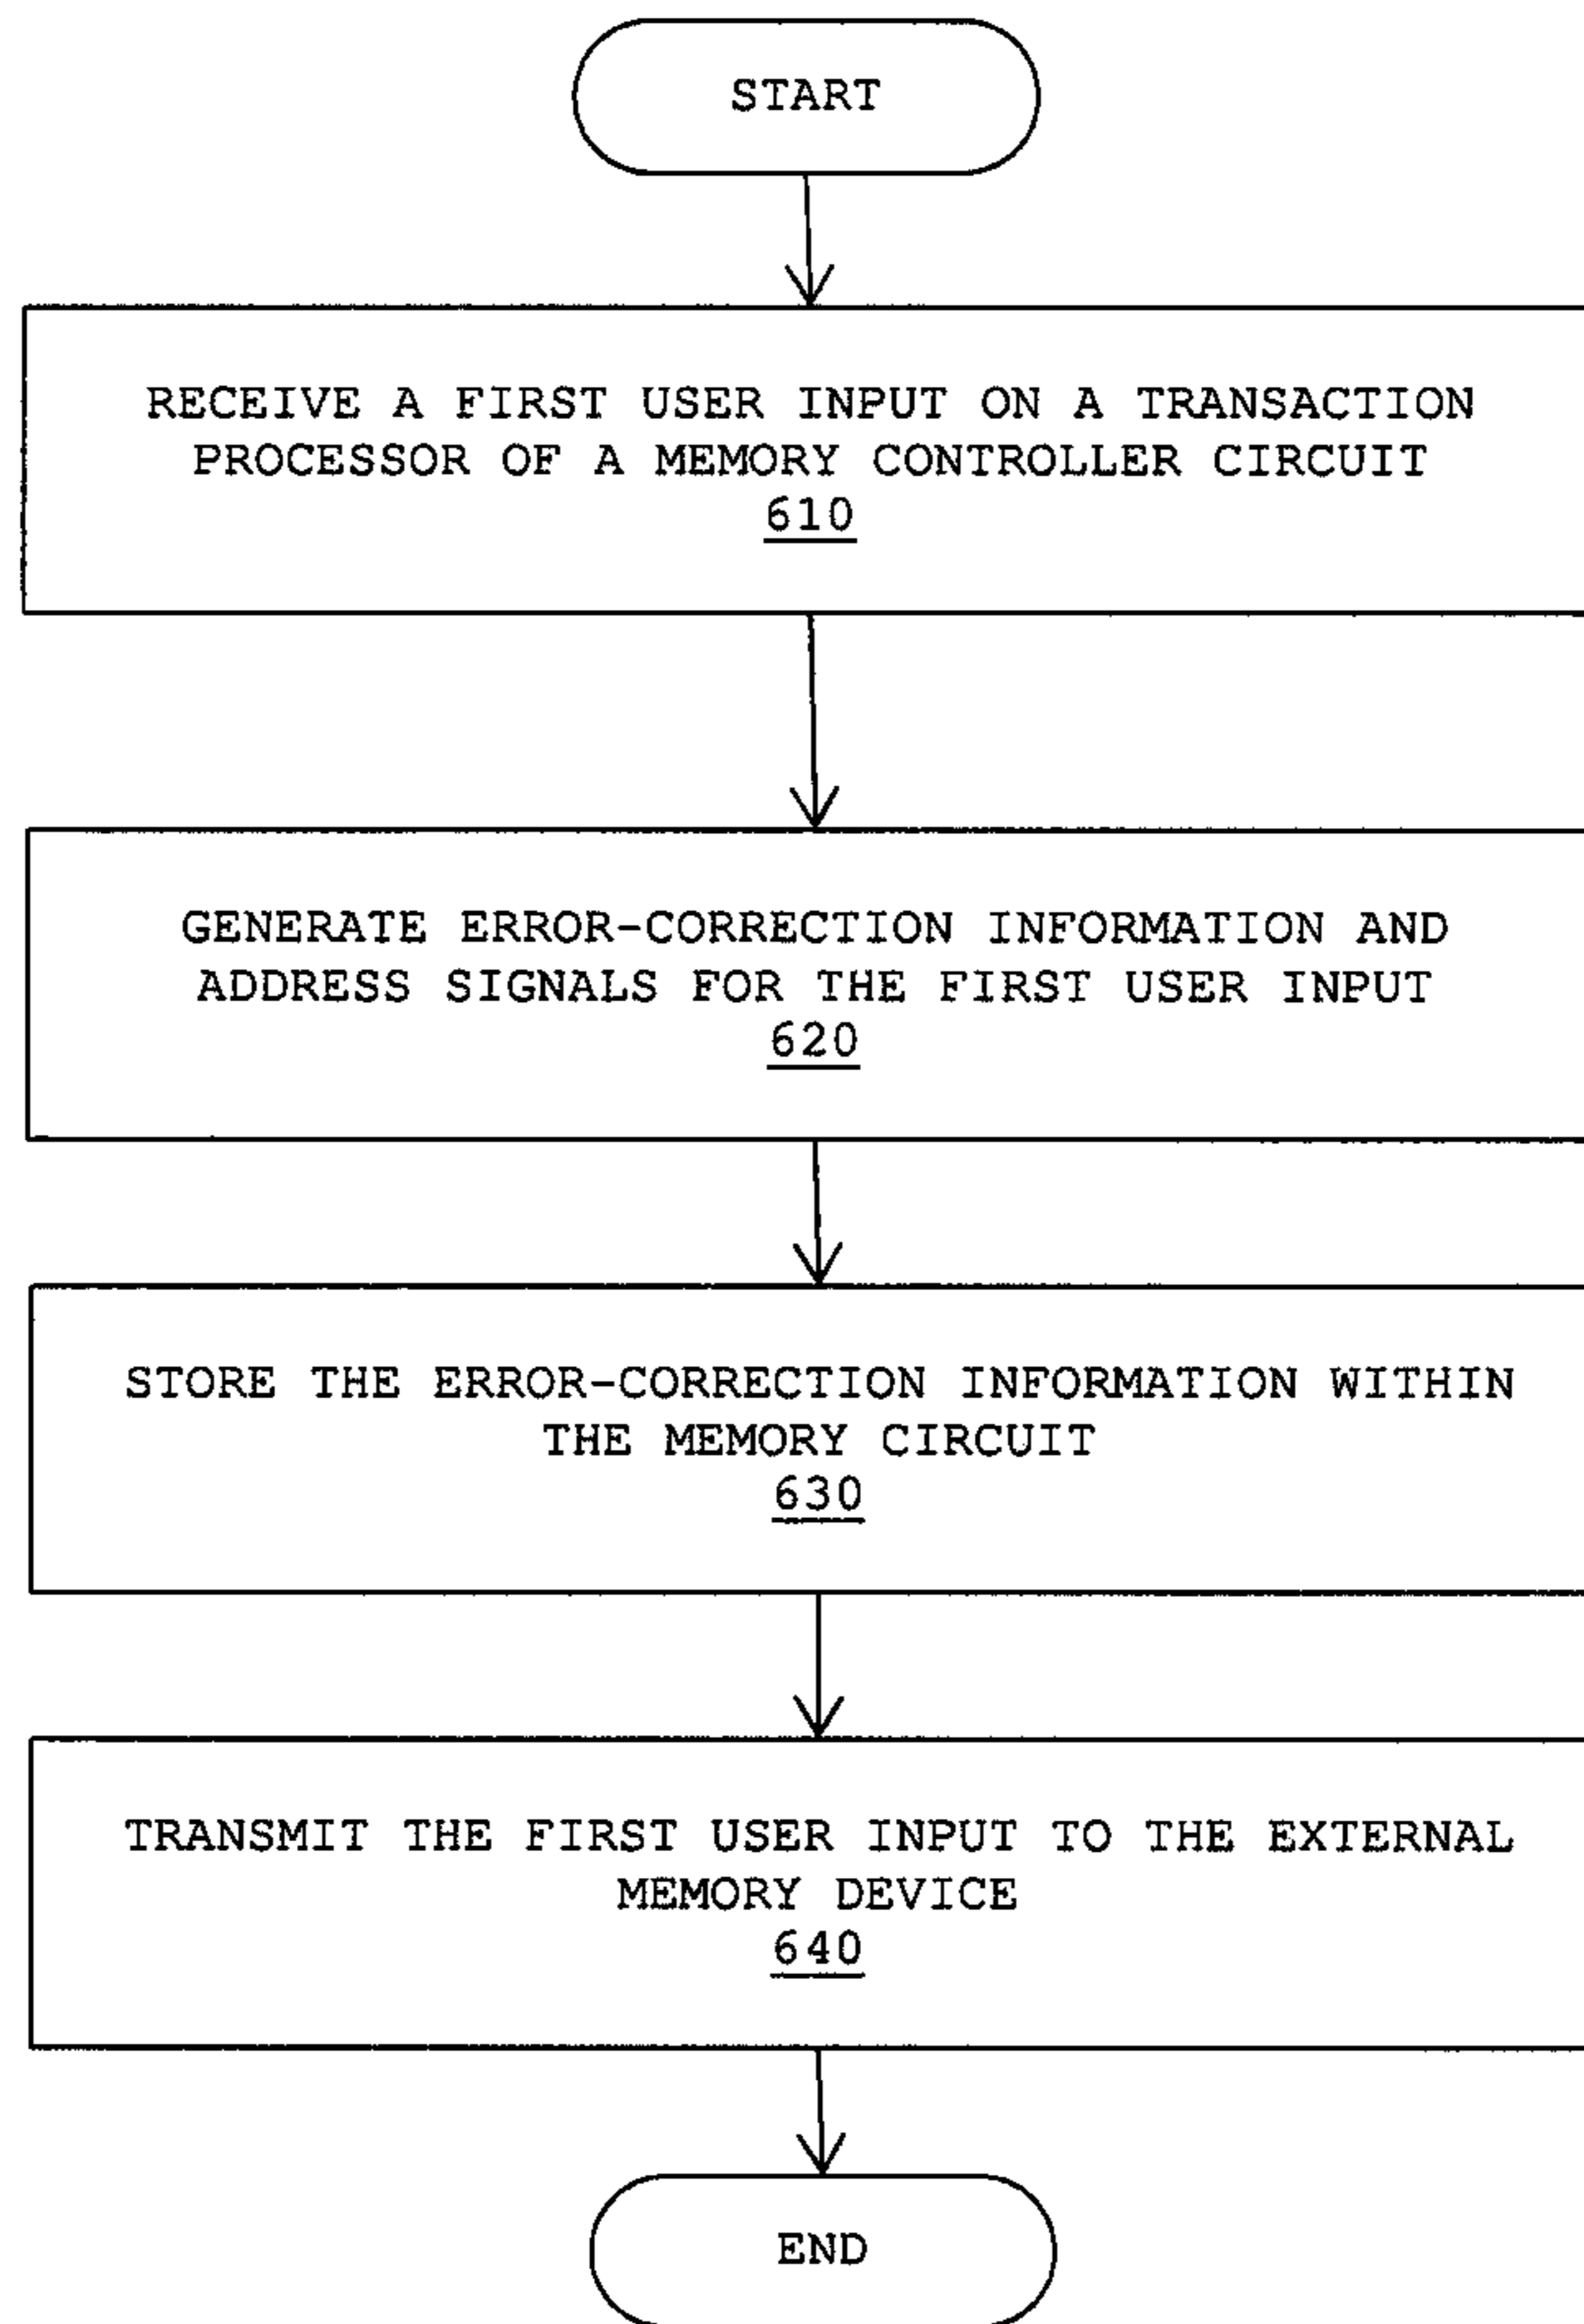 START
RECEIVE A FIRST USER INPUT ON A TRANSACTION
PROCESSOR OF A MEMORY CONTROLLER CIRCUIT
610
GENERATE ERROR-CORRECTION INFORMATION AND
ADDRESS SIGNALS FOR THE FIRST USER INPUT
620
STORE THE ERROR-CORRECTION INFORMATION WITHIN
THE MEMORY CIRCUIT
630
TRANSMIT THE FIRST USER INPUT TO THE EXTERNAL
MEMORY DEVICE
640
END